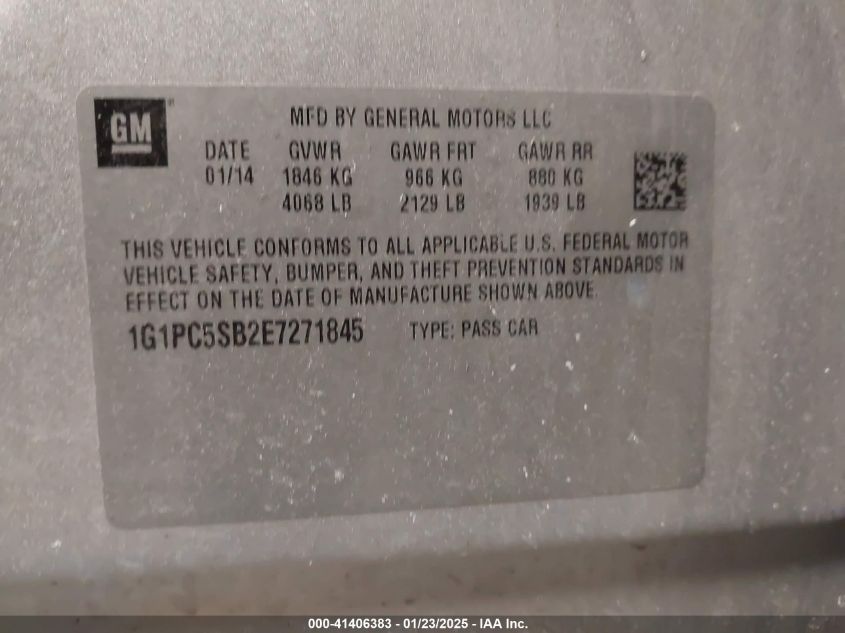 GM
MFD BY GENERAL MOTORS LLC
DATE GVWR GAWR FRT GAWR RR
01/14 1846 KG 966 KG 880 KG
4068 LB 2129 LB 1939 LB
THIS VEHICLE CONFORMS TO ALL APPLICABLE U.S. FEDERAL MOTOR
VEHICLE SAFETY, BUMPER, AND THEFT PREVENTION STANDARDS IN
EFFECT ON THE DATE OF MANUFACTURE SHOWN ABOVE.
1G1PC5SB2E7271845 TYPE: PASS CAR
000-41406383 - 01/23/2025 - IAA Inc.